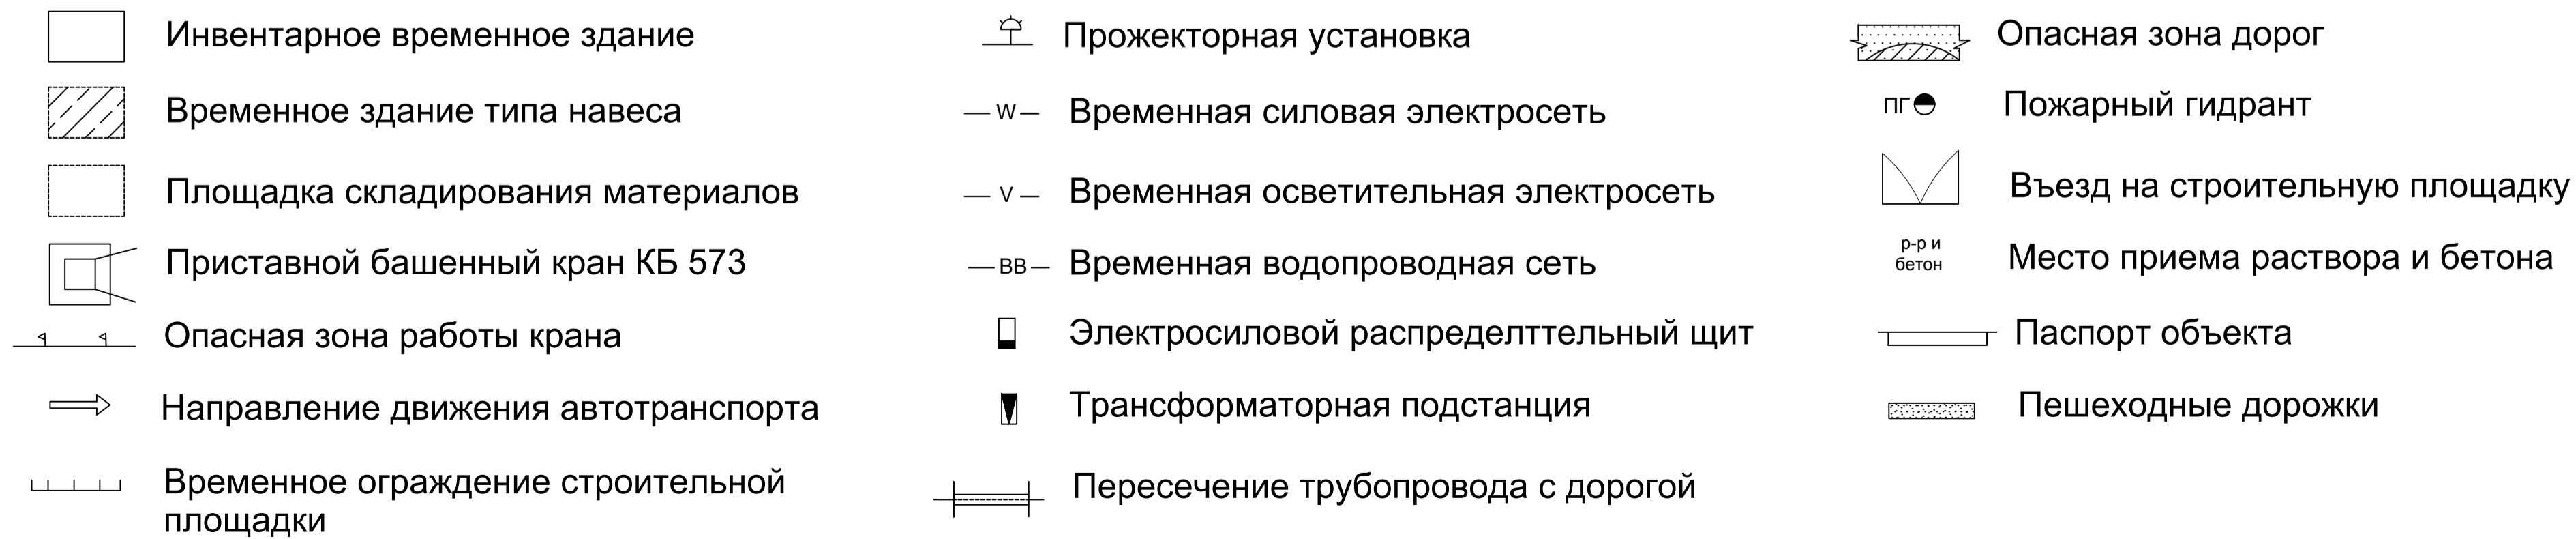 Инвентарное временное здание
Временное здание типа навеса
Площадка складирования материалов
Приставной башенный кран КБ 573
Опасная зона работы крана
Направление движения автотранспорта
Временное ограждение строительной
площадки
Прожекторная установка
W Временная силовая электросеть
V Временная осветительная электросеть
ВВ Временная водопроводная сеть
Электросиловой распределттельный щит
Трансформаторная подстанция
Пересечение трубопровода с дорогой
Опасная зона дорог
ПГ Пожарный гидрант
Въезд на строительную площадку
р-р и
бетон
Место приема раствора и бетона
Паспорт объекта
Пешеходные дорожки